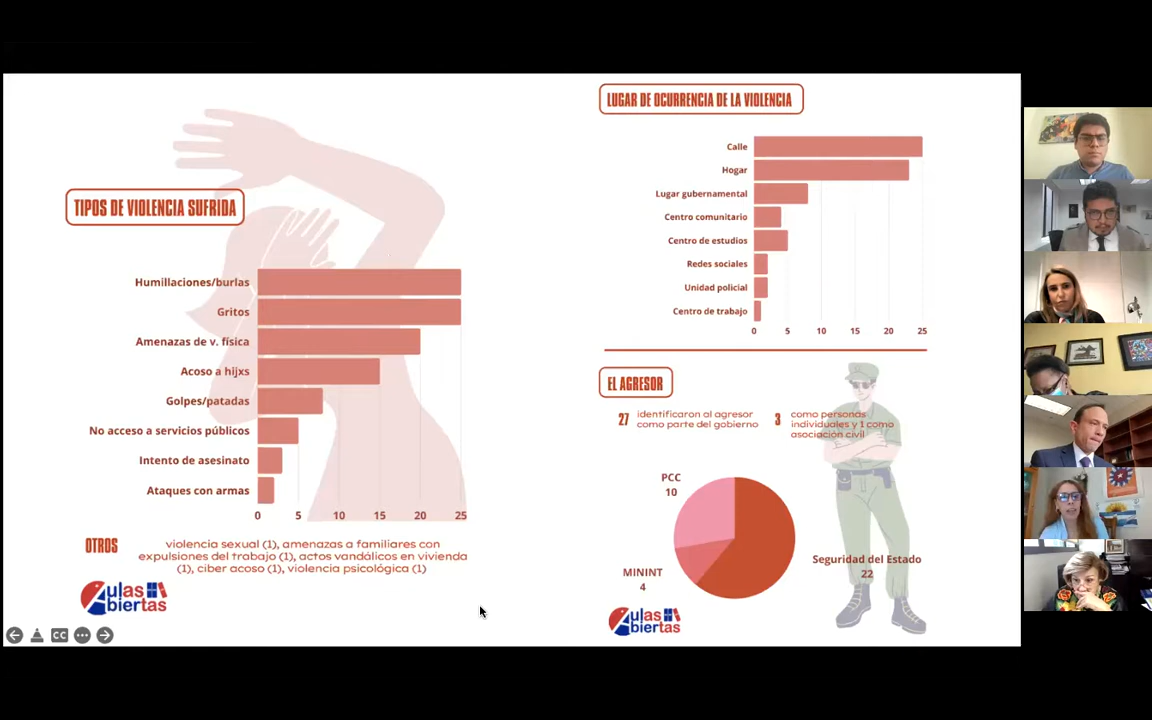 TIPOS DE VIOLENCIA SUFRIDA
Humillaciones/burlas
Gritos
Amenazas de v. física
Acoso a hijxs
Golpes/patadas
No acceso a servicios públicos
Intento de asesinato
Ataques con armas
0 5 10 15 20 25
OTROS
violencia sexual (1), amenazas a familiares con
expulsiones del trabajo (1), actos vandálicos en vivienda
(1), ciber acoso (1), violencia psicológica (1)
Aulas
Abiertas
CC
LUGAR DE OCURRENCIA DE LA VIOLENCIA
Calle
Hogar
Lugar gubernamental
Centro comunitario
Centro de estudios
Redes sociales
Unidad policial
Centro de trabajo
0 5 10 15 20 25
EL AGRESOR
27 identificaron al agresor
como parte del gobierno
3 como personas
individuales y 1 como
asociación civil
PCC
10
MININT
4
Seguridad del Estado
22
Aulas
Abiertas